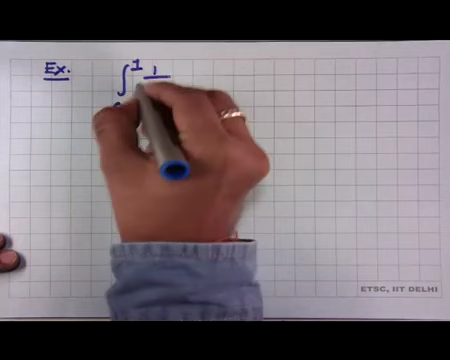 Ex. ∫ 1 1
ETSC, IIT DELHI